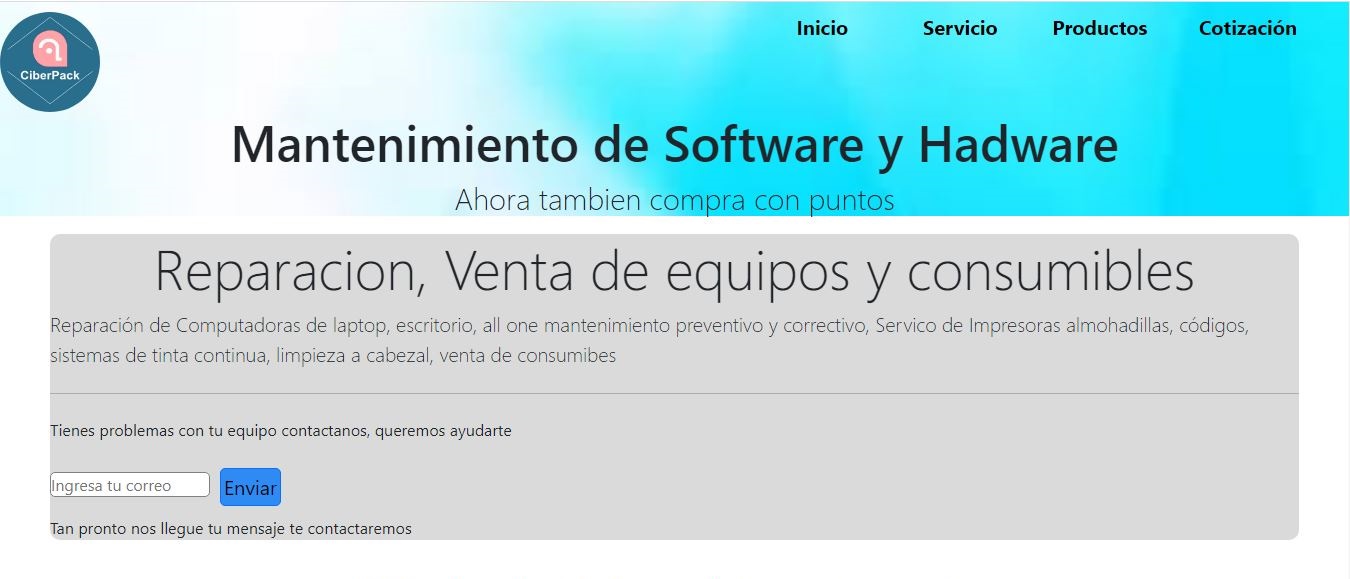 CiberPack
Inicio Servicio Productos Cotización
Mantenimiento de Software y Hadware
Ahora tambien compra con puntos
Reparacion, Venta de equipos y consumibles
Reparación de Computadoras de laptop, escritorio, all one mantenimiento preventivo y correctivo, Servico de Impresoras almohadillas, códigos,
sistemas de tinta continua, limpieza a cabezal, venta de consumibes
Tienes problemas con tu equipo contactanos, queremos ayudarte
Ingresa tu correo Enviar
Tan pronto nos llegue tu mensaje te contactaremos